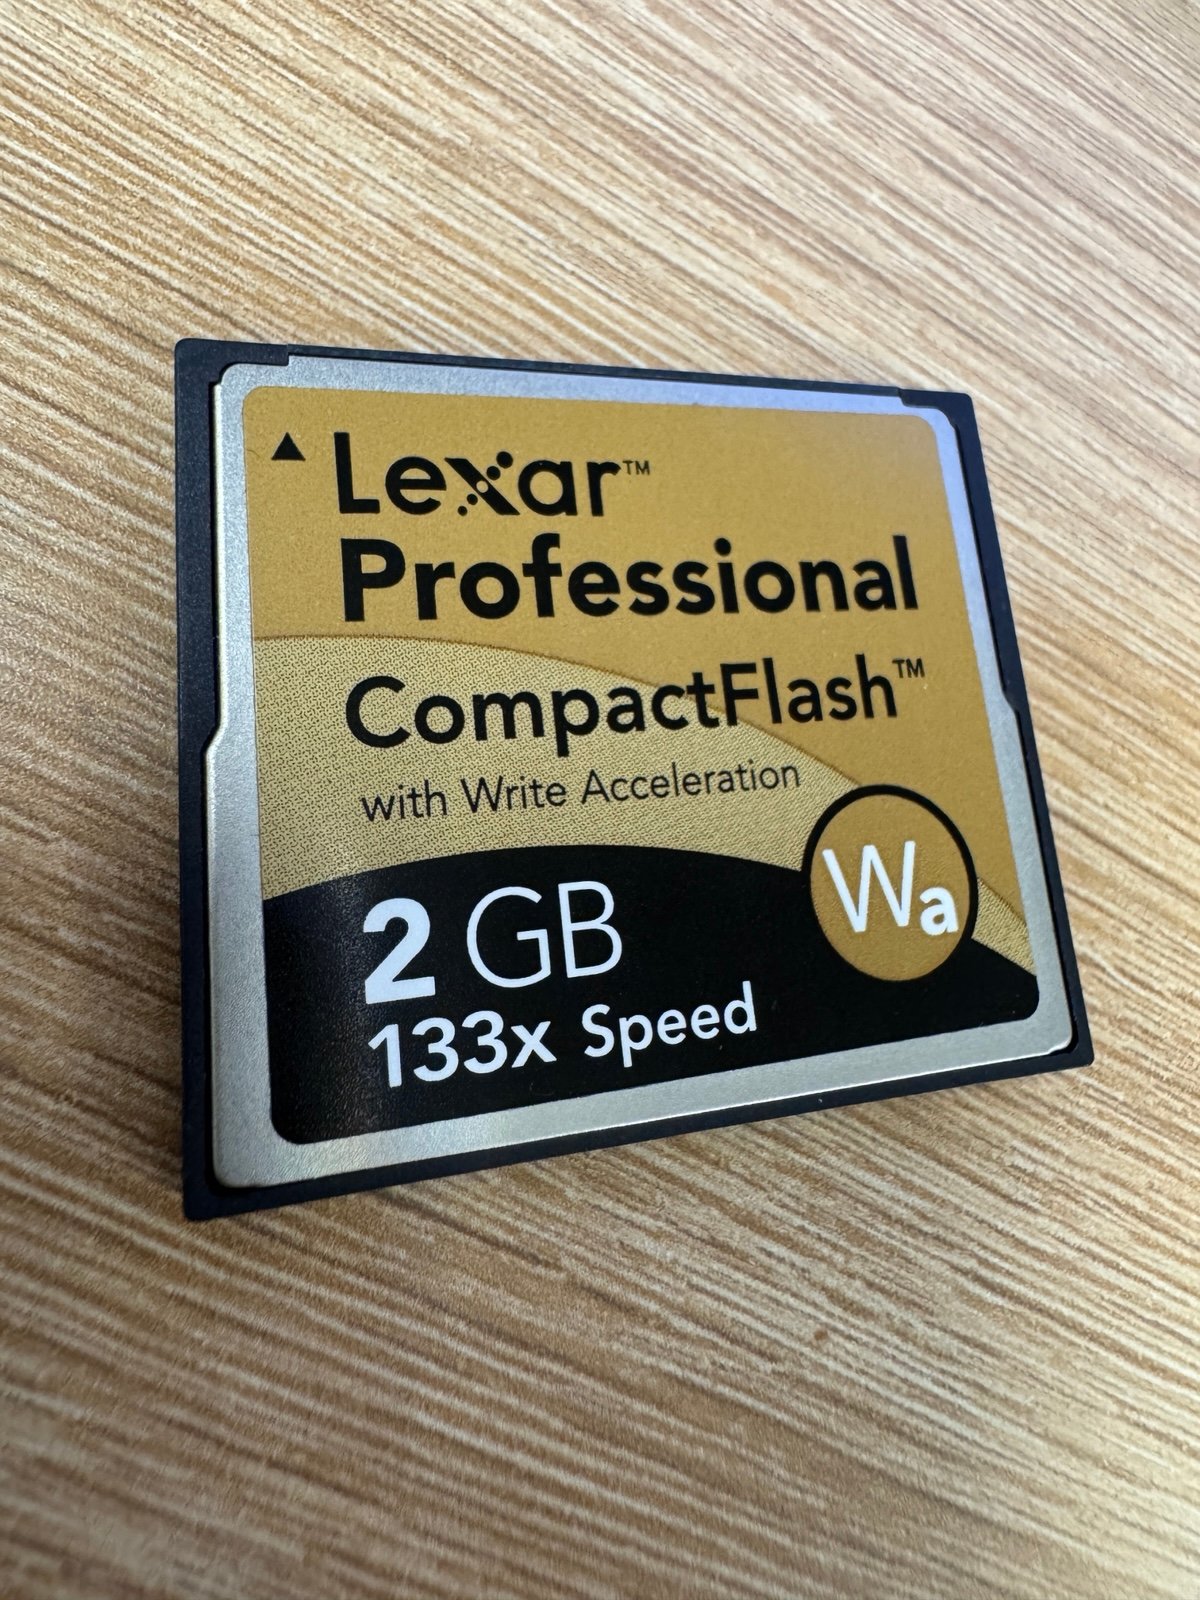 ▲ Lexar™
Professional
CompactFlash™
with Write Acceleration
Wa
2 GB
133x Speed